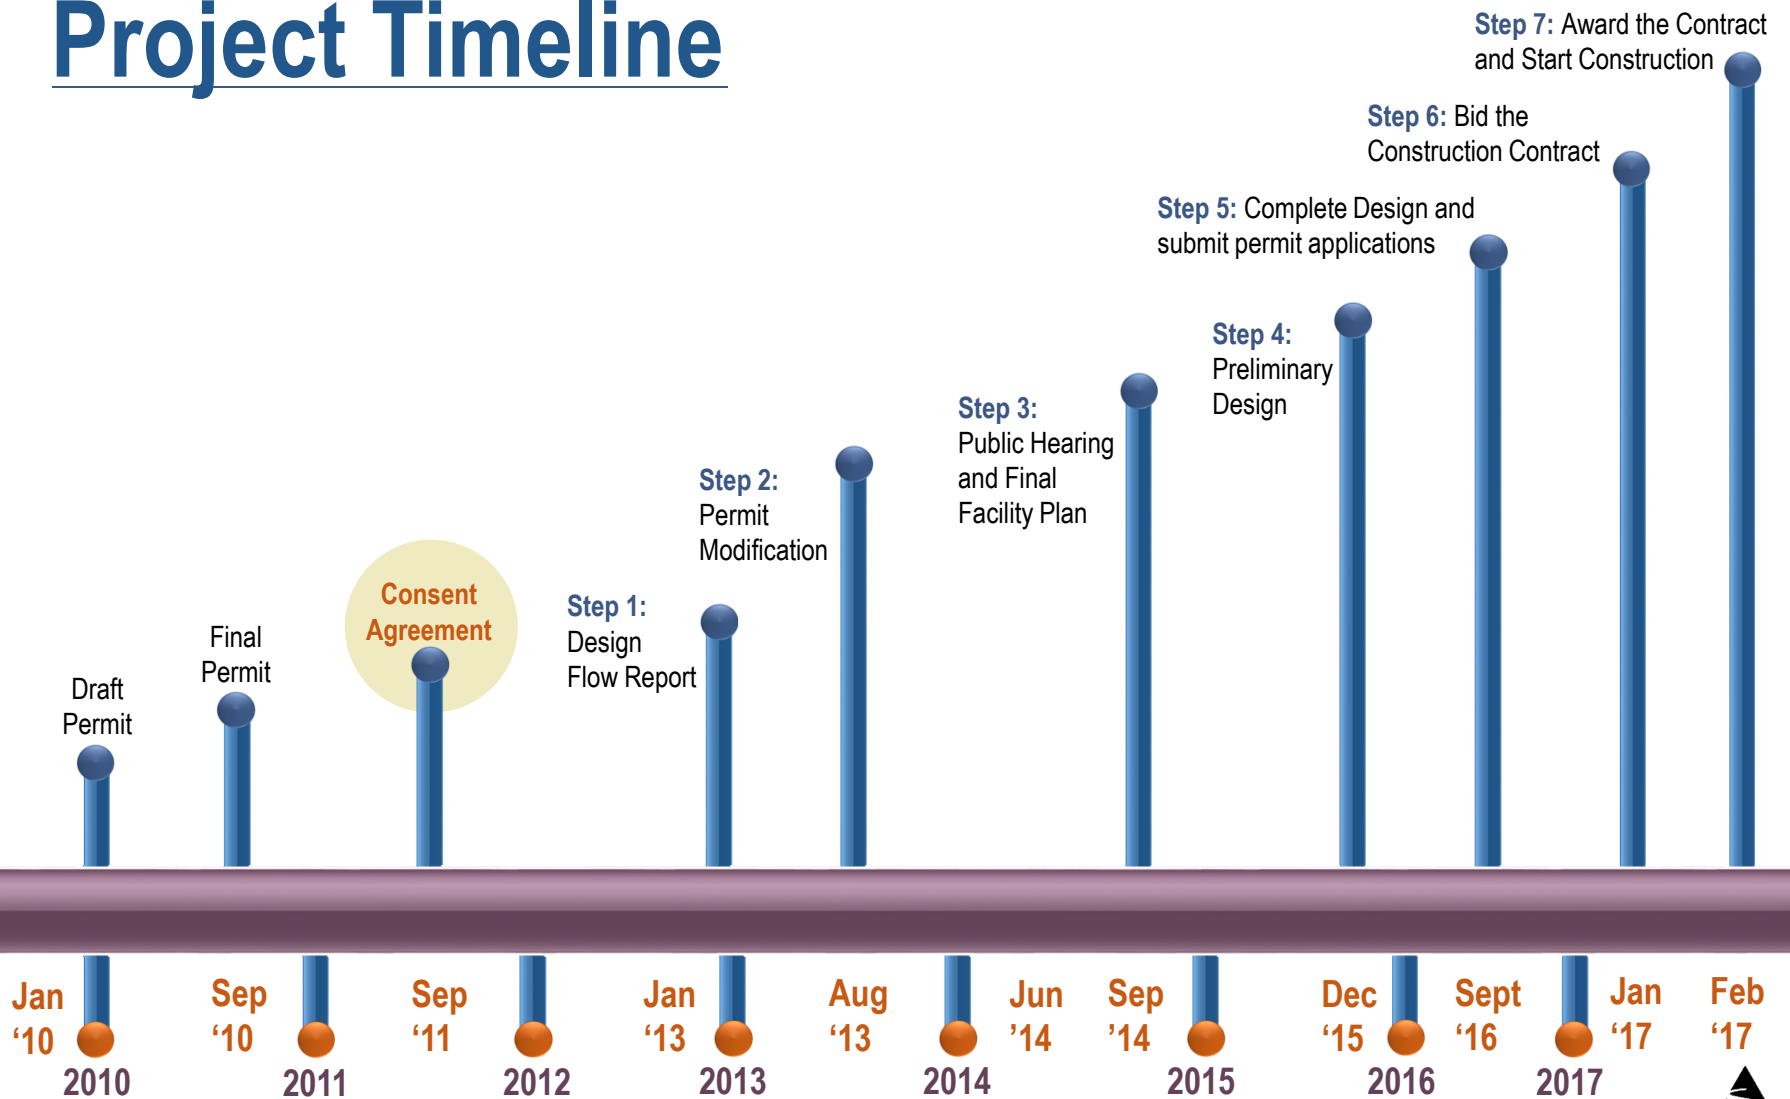 Project Timeline
Step 7: Award the Contract
and Start Construction
Step 6: Bid the
Construction Contract
Step 5: Complete Design and
submit permit applications
Step 4:
Preliminary
Design
Step 3:
Public Hearing
and Final
Facility Plan
Step 2:
Permit
Modification
Step 1:
Design
Flow Report
Consent
Agreement
Final
Permit
Draft
Permit
Jan
‘10
Sep
‘10
Sep
‘11
Jan
‘13
Aug
‘13
Jun
’14
Sep
’14
Dec
‘15
Sept
‘16
Jan
‘17
Feb
‘17
2010
2011
2012
2013
2014
2015
2016
2017